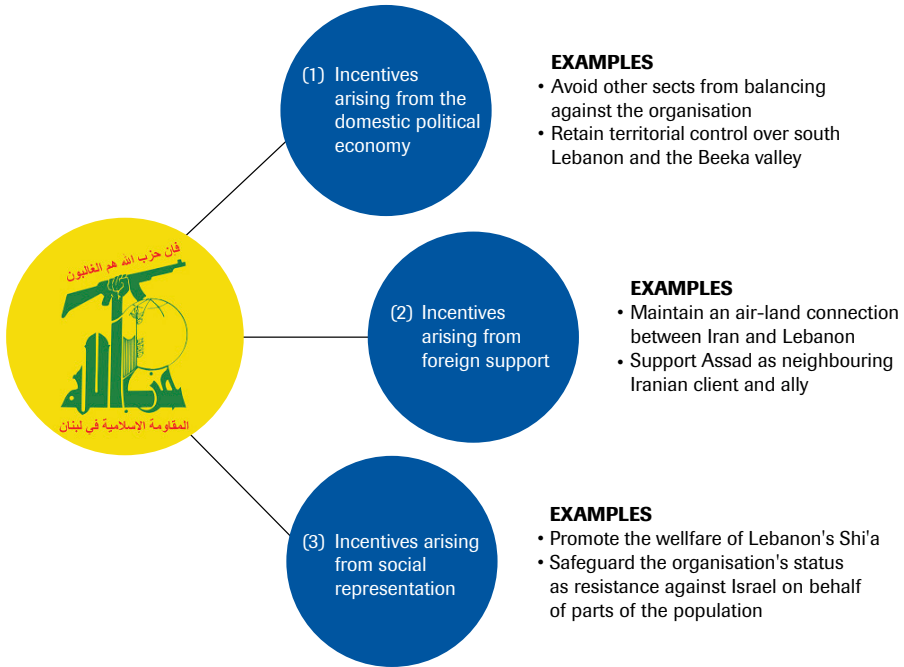 (1) Incentives
arising from the
domestic political
economy
EXAMPLES
• Avoid other sects from balancing
against the organisation
• Retain territorial control over south
Lebanon and the Beeka valley
فإن حزب الله هم الغالبون
حزب الله
المقاومة الإسلامية في لبنان
(2) Incentives
arising from
foreign support
EXAMPLES
• Maintain an air-land connection
between Iran and Lebanon
• Support Assad as neighbouring
Iranian client and ally
(3) Incentives arising
from social
representation
EXAMPLES
• Promote the wellfare of Lebanon's Shi'a
• Safeguard the organisation's status
as resistance against Israel on behalf
of parts of the population